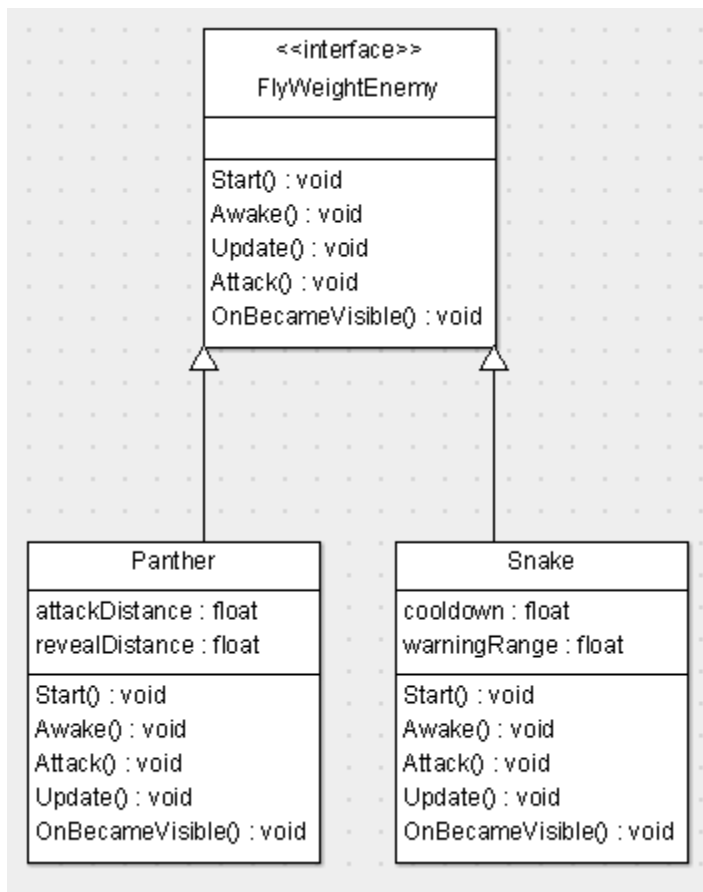 <<interface>>
FlyWeightEnemy
Start() : void
Awake() : void
Update() : void
Attack() : void
OnBecameVisible() : void
Panther
attackDistance : float
revealDistance : float
Start() : void
Awake() : void
Attack() : void
Update() : void
OnBecameVisible() : void
Snake
cooldown : float
warningRange : float
Start() : void
Awake() : void
Attack() : void
Update() : void
OnBecameVisible() : void